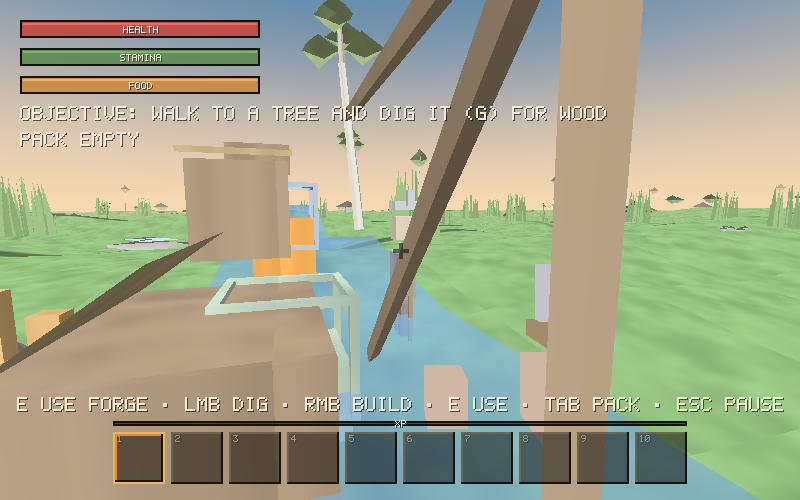 HEALTH
STAMINA
FOOD
OBJECTIVE: WALK TO A TREE AND DIG IT (G) FOR WOOD
PACK EMPTY
E USE FORGE · LMB DIG · RMB BUILD · E USE · TAB PACK · ESC PAUSE
XP
1 2 3 4 5 6 7 8 9 10